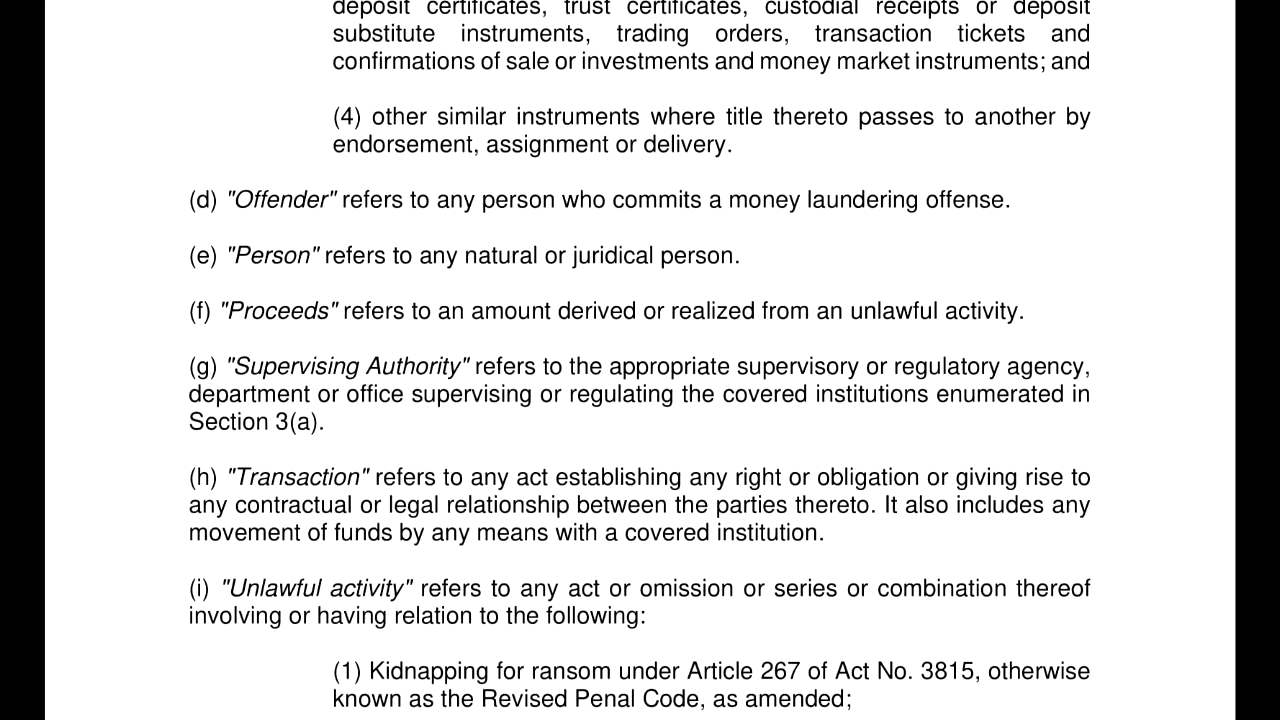 deposit certificates, trust certificates, custodial receipts or deposit
substitute instruments, trading orders, transaction tickets and
confirmations of sale or investments and money market instruments; and
(4) other similar instruments where title thereto passes to another by
endorsement, assignment or delivery.
(d) "Offender" refers to any person who commits a money laundering offense.
(e) "Person" refers to any natural or juridical person.
(f) "Proceeds" refers to an amount derived or realized from an unlawful activity.
(g) "Supervising Authority" refers to the appropriate supervisory or regulatory agency,
department or office supervising or regulating the covered institutions enumerated in
Section 3(a).
(h) "Transaction" refers to any act establishing any right or obligation or giving rise to
any contractual or legal relationship between the parties thereto. It also includes any
movement of funds by any means with a covered institution.
(i) "Unlawful activity" refers to any act or omission or series or combination thereof
involving or having relation to the following:
(1) Kidnapping for ransom under Article 267 of Act No. 3815, otherwise
known as the Revised Penal Code, as amended;